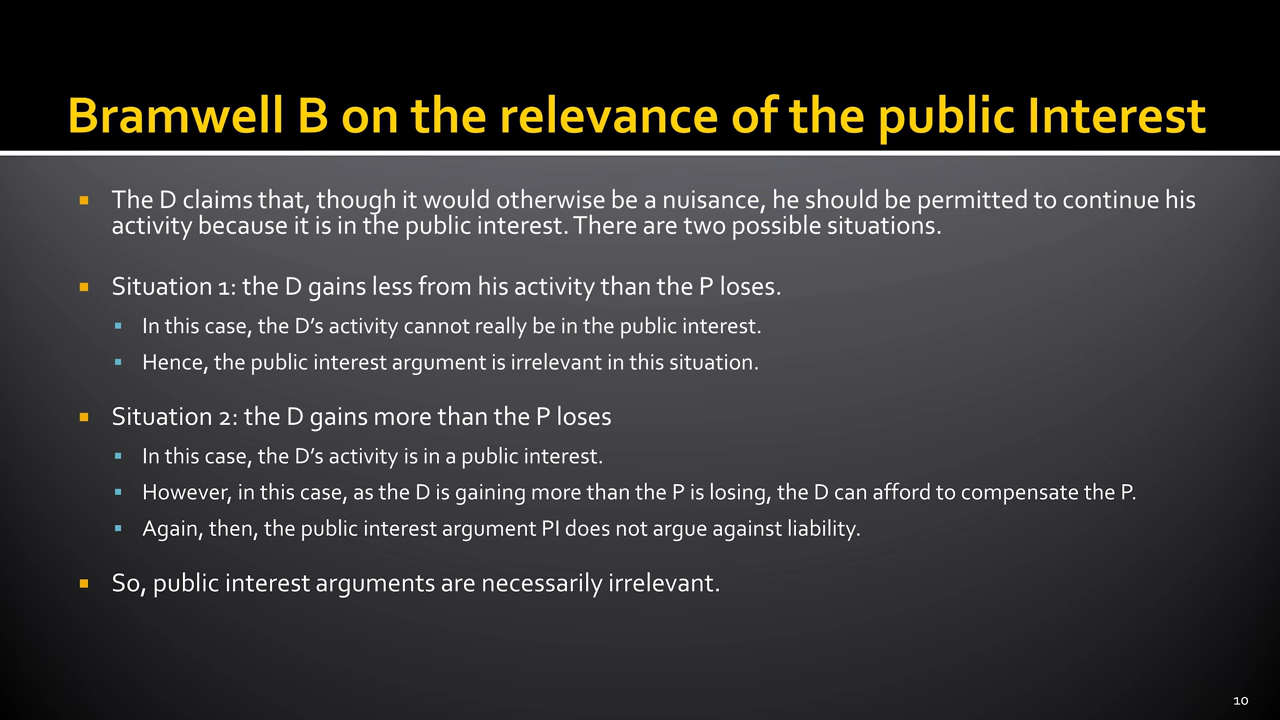 Bramwell B on the relevance of the public Interest
The D claims that, though it would otherwise be a nuisance, he should be permitted to continue his
activity because it is in the public interest. There are two possible situations.
Situation 1: the D gains less from his activity than the P loses.
In this case, the D’s activity cannot really be in the public interest.
Hence, the public interest argument is irrelevant in this situation.
Situation 2: the D gains more than the P loses
In this case, the D’s activity is in a public interest.
However, in this case, as the D is gaining more than the P is losing, the D can afford to compensate the P.
Again, then, the public interest argument PI does not argue against liability.
So, public interest arguments are necessarily irrelevant.
10